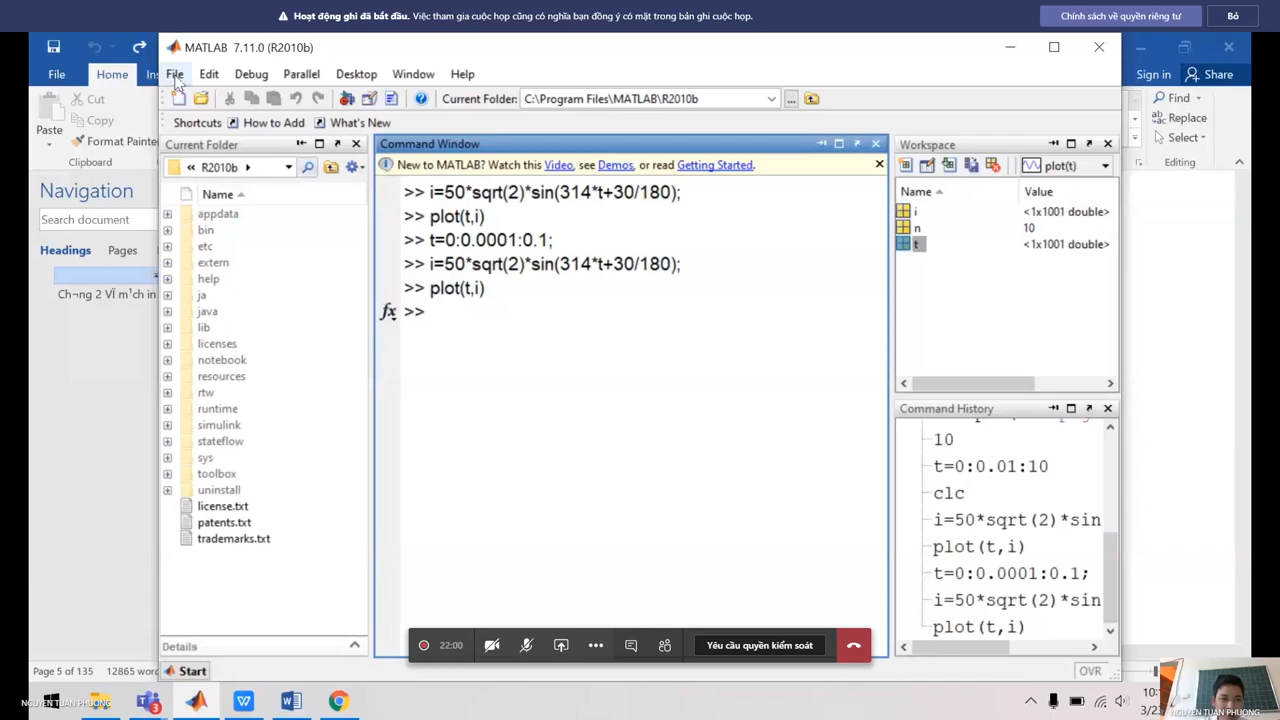 Hoạt động ghi đã bắt đầu. Việc tham gia cuộc họp cũng có nghĩa bạn đồng ý có mặt trong bản ghi cuộc họp.
Chính sách về quyền riêng tư
Bỏ
MATLAB 7.11.0 (R2010b)
File
Home
File Edit Debug Parallel Desktop Window Help
Sign in
Share
Cut
Copy
Format Painter
Paste
Clipboard
Current Folder: C:\Program Files\MATLAB\R2010b
...
Find
Replace
Select
Editing
Shortcuts How to Add What's New
Navigation
Search document
Headings
Pages
Current Folder
« R2010b
Name
appdata
bin
etc
extern
help
ja
java
lib
licenses
notebook
resources
rtw
runtime
simulink
stateflow
sys
toolbox
uninstall
license.txt
patents.txt
trademarks.txt
Details
Start
Command Window
New to MATLAB? Watch this Video, see Demos, or read Getting Started.
>> i=50*sqrt(2)*sin(314*t+30/180);
>> plot(t,i)
>> t=0:0.0001:0.1;
>> i=50*sqrt(2)*sin(314*t+30/180);
>> plot(t,i)
fx >>
Workspace
plot(t)
Name Value
i <1x1001 double>
n 10
t <1x1001 double>
Command History
10
t=0:0.01:10
clc
i=50*sqrt(2)*sin
plot(t,i)
t=0:0.0001:0.1;
i=50*sqrt(2)*sin
plot(t,i)
OVR
22:00
Yêu cầu quyền kiểm soát
Page 5 of 135
12865
NGUYEN TUAN PHUONG
3
NGUYEN TUAN PHUONG